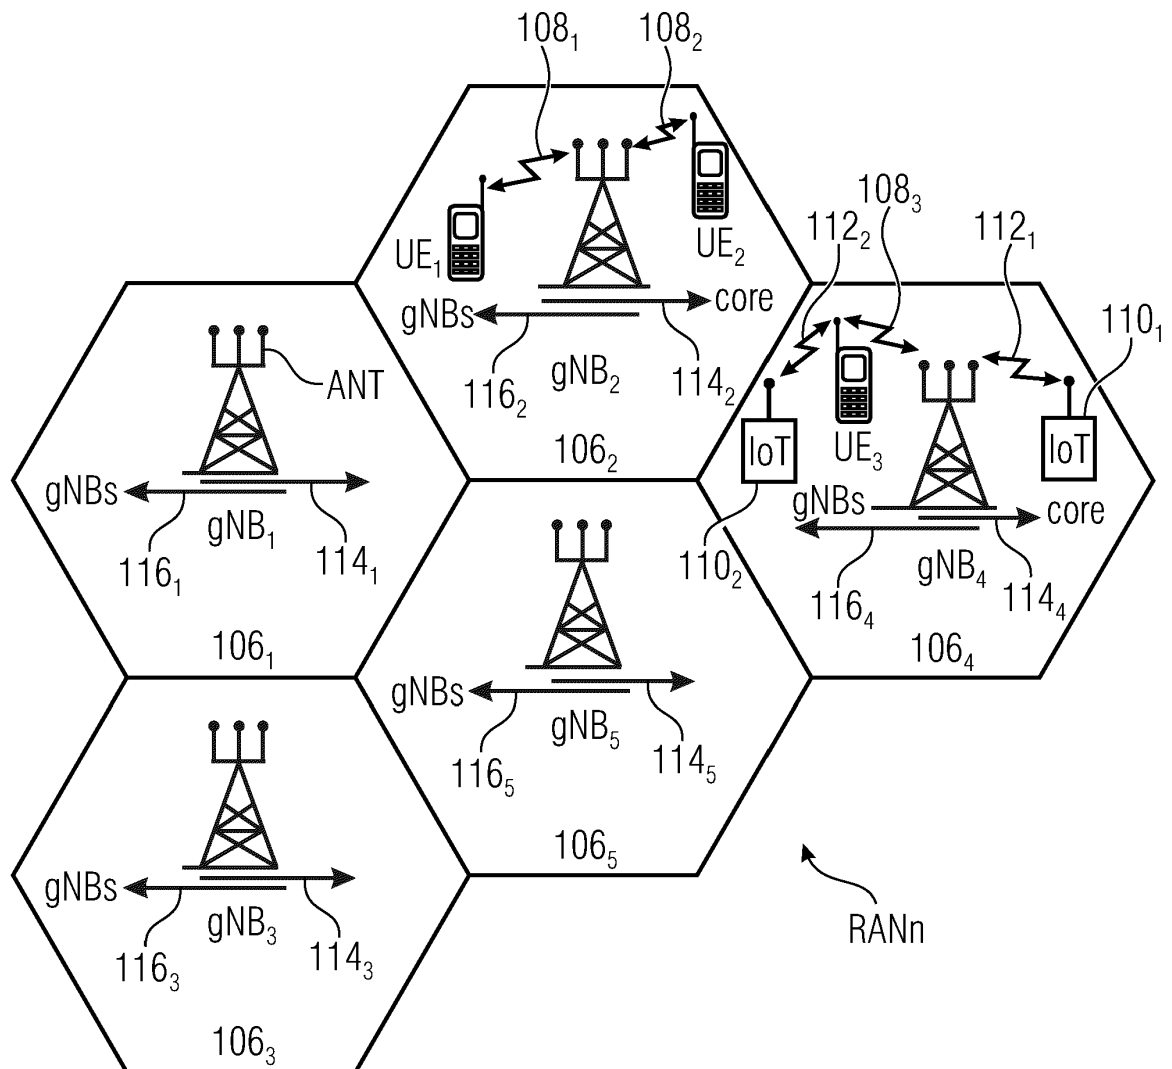 108₁
108₂
UE₁
UE₂
gNBs
core
116₂
gNB₂
114₂
106₂
112₂
108₃
112₁
110₁
IoT
UE₃
IoT
gNBs
core
110₂
116₄
gNB₄
114₄
106₄
ANT
gNBs
116₁
gNB₁
114₁
106₁
gNBs
116₅
gNB₅
114₅
106₅
gNBs
116₃
gNB₃
114₃
106₃
RANn